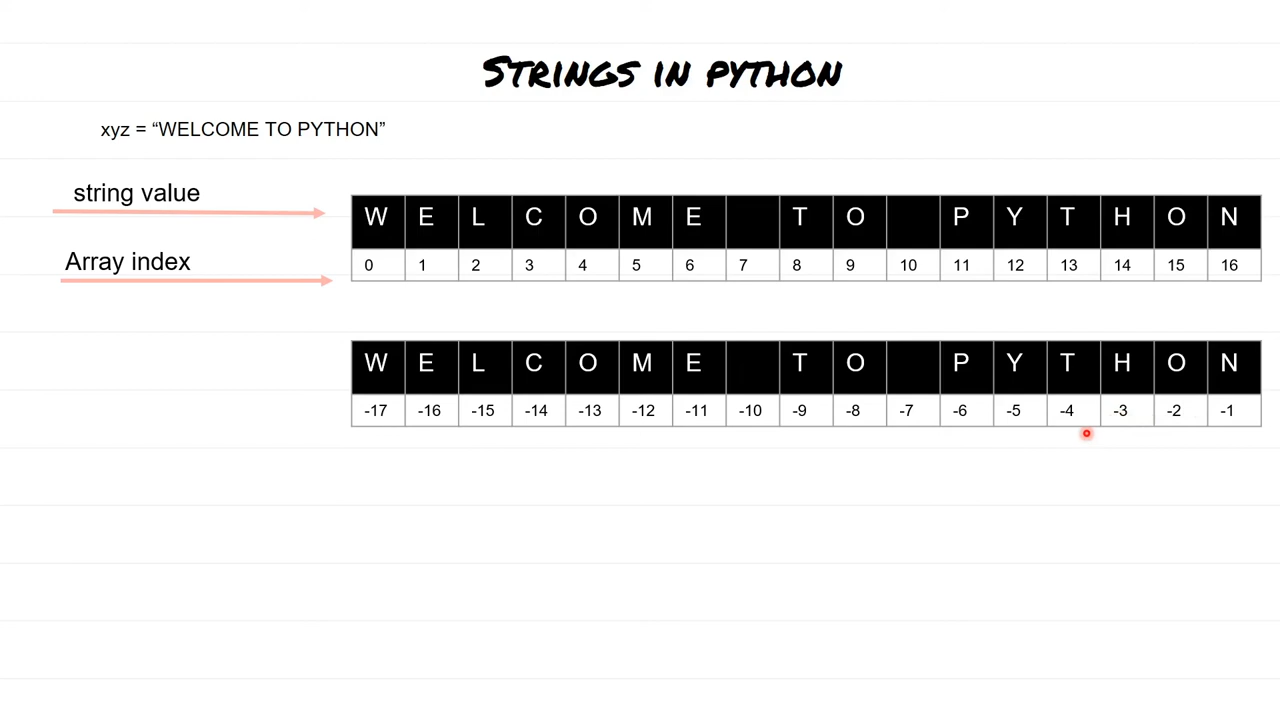 STRINGS IN PYTHON
xyz = “WELCOME TO PYTHON”
string value
W E L C O M E T O P Y T H O N
Array index
0 1 2 3 4 5 6 7 8 9 10 11 12 13 14 15 16
W E L C O M E T O P Y T H O N
-17 -16 -15 -14 -13 -12 -11 -10 -9 -8 -7 -6 -5 -4 -3 -2 -1